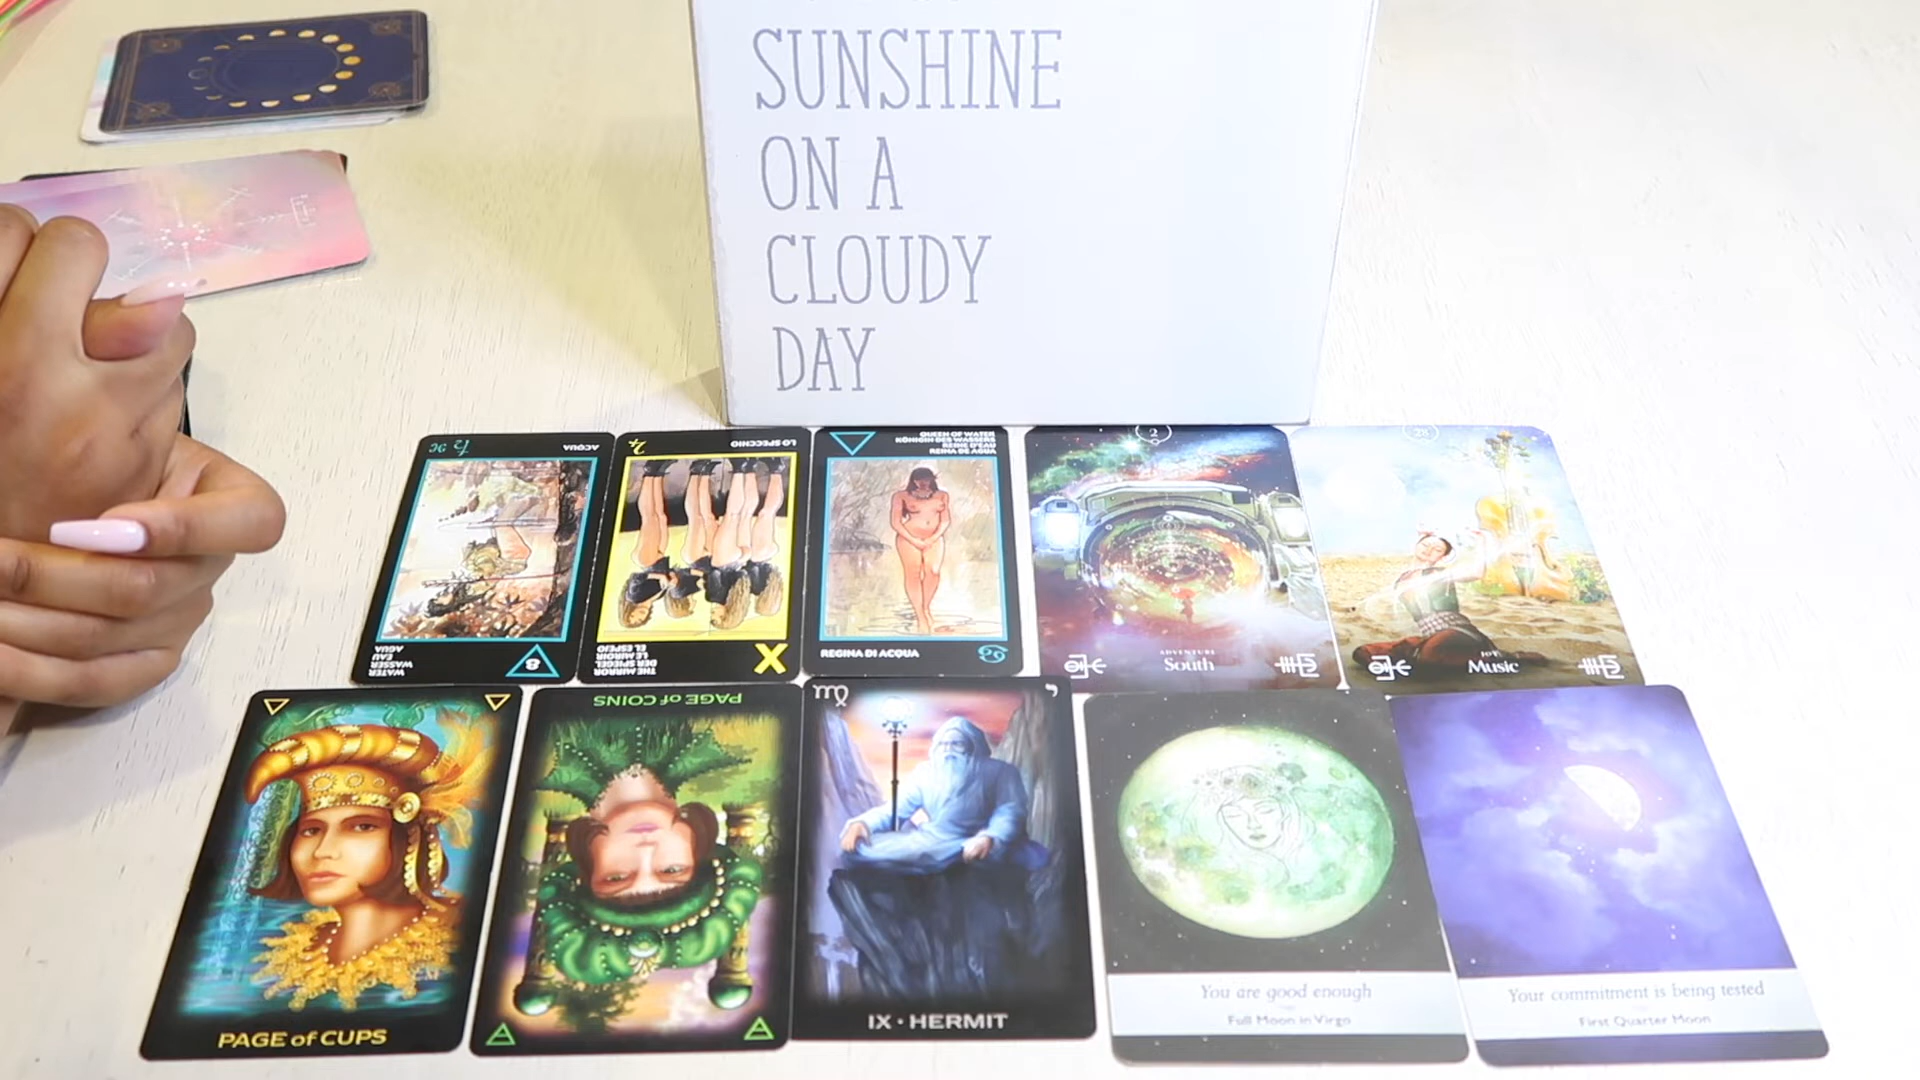 SUNSHINE
ON A
CLOUDY
DAY
ACQUA
WATER
WASSER
EAU
AGUA
8
LO SPECCHIO
THE MIRROR
DER SPIEGEL
LE MIROIR
EL ESPEJO
X
QUEEN OF WATER
KÖNIGIN DES WASSERS
REINE D'EAU
REINA DE AGUA
REGINA DI ACQUA
2
ADVENTURE
South
28
JOY
Music
PAGE of CUPS
PAGE of COINS
IX • HERMIT
You are good enough
Full Moon in Virgo
Your commitment is being tested
First Quarter Moon